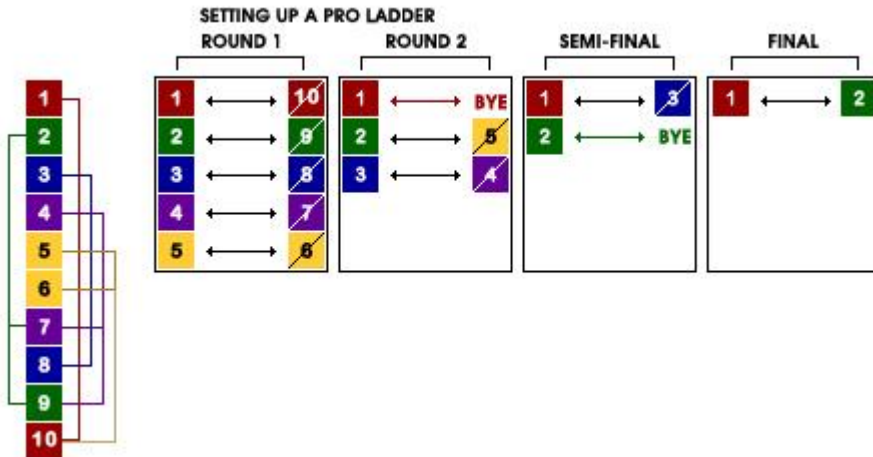 SETTING UP A PRO LADDER
ROUND 1 ROUND 2 SEMI-FINAL FINAL
1 1 10 1 BYE 1 3 1 2
2 2 9 2 5 2 BYE
3 3 8 3 4
4 4 7
5 5 6
6
7
8
9
10